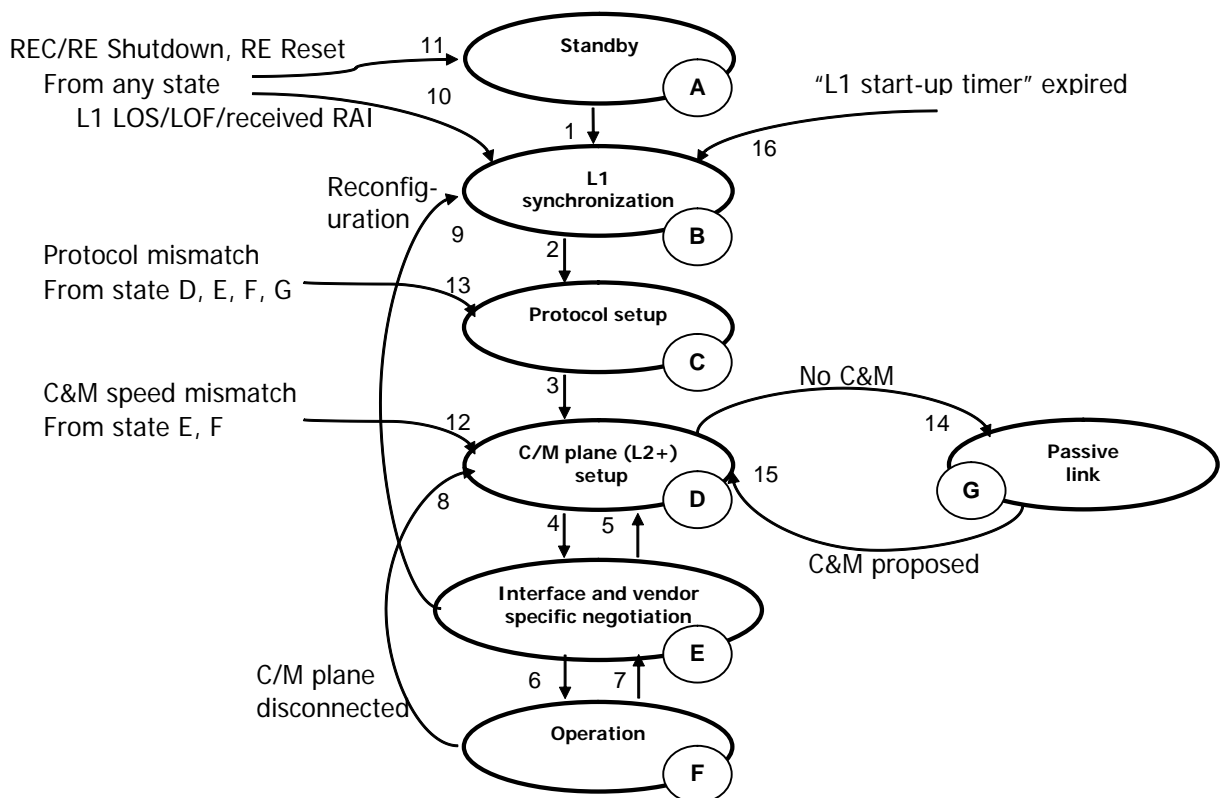 REC/RE Shutdown, RE Reset
11
Standby
A
From any state
10
L1 LOS/LOF/received RAI
"L1 start-up timer" expired
16
1
L1
synchronization
B
Reconfig-
uration
9
2
Protocol mismatch
From state D, E, F, G
13
Protocol setup
C
3
No C&M
C&M speed mismatch
From state E, F
12
14
C/M plane (L2+)
setup
D
Passive
link
G
15
8
4
5
C&M proposed
Interface and vendor
specific negotiation
E
C/M plane
disconnected
6
7
Operation
F